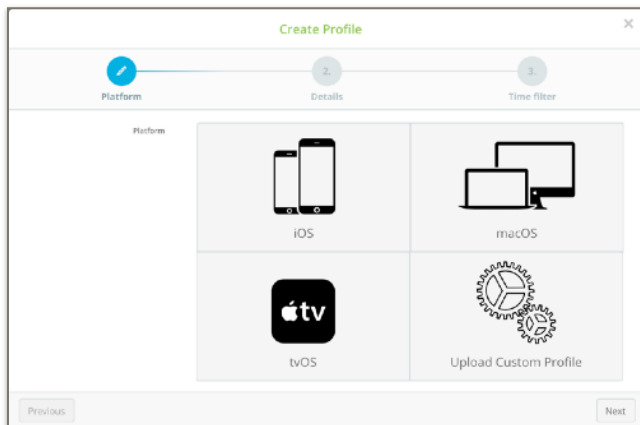 Create Profile
×
2.
3.
Platform
Details
Time filter
Platform
iOS
macOS
tv
tvOS
Upload Custom Profile
Previous
Next